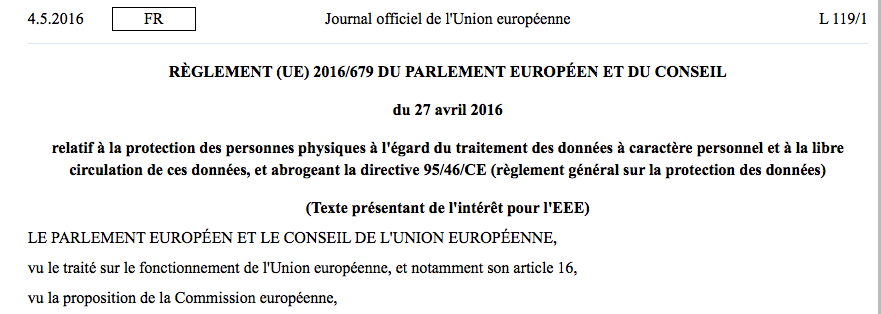 4.5.2016 FR Journal officiel de l'Union européenne L 119/1
RÈGLEMENT (UE) 2016/679 DU PARLEMENT EUROPÉEN ET DU CONSEIL
du 27 avril 2016
relatif à la protection des personnes physiques à l'égard du traitement des données à caractère personnel et à la libre
circulation de ces données, et abrogeant la directive 95/46/CE (règlement général sur la protection des données)
(Texte présentant de l'intérêt pour l'EEE)
LE PARLEMENT EUROPÉEN ET LE CONSEIL DE L'UNION EUROPÉENNE,
vu le traité sur le fonctionnement de l'Union européenne, et notamment son article 16,
vu la proposition de la Commission européenne,